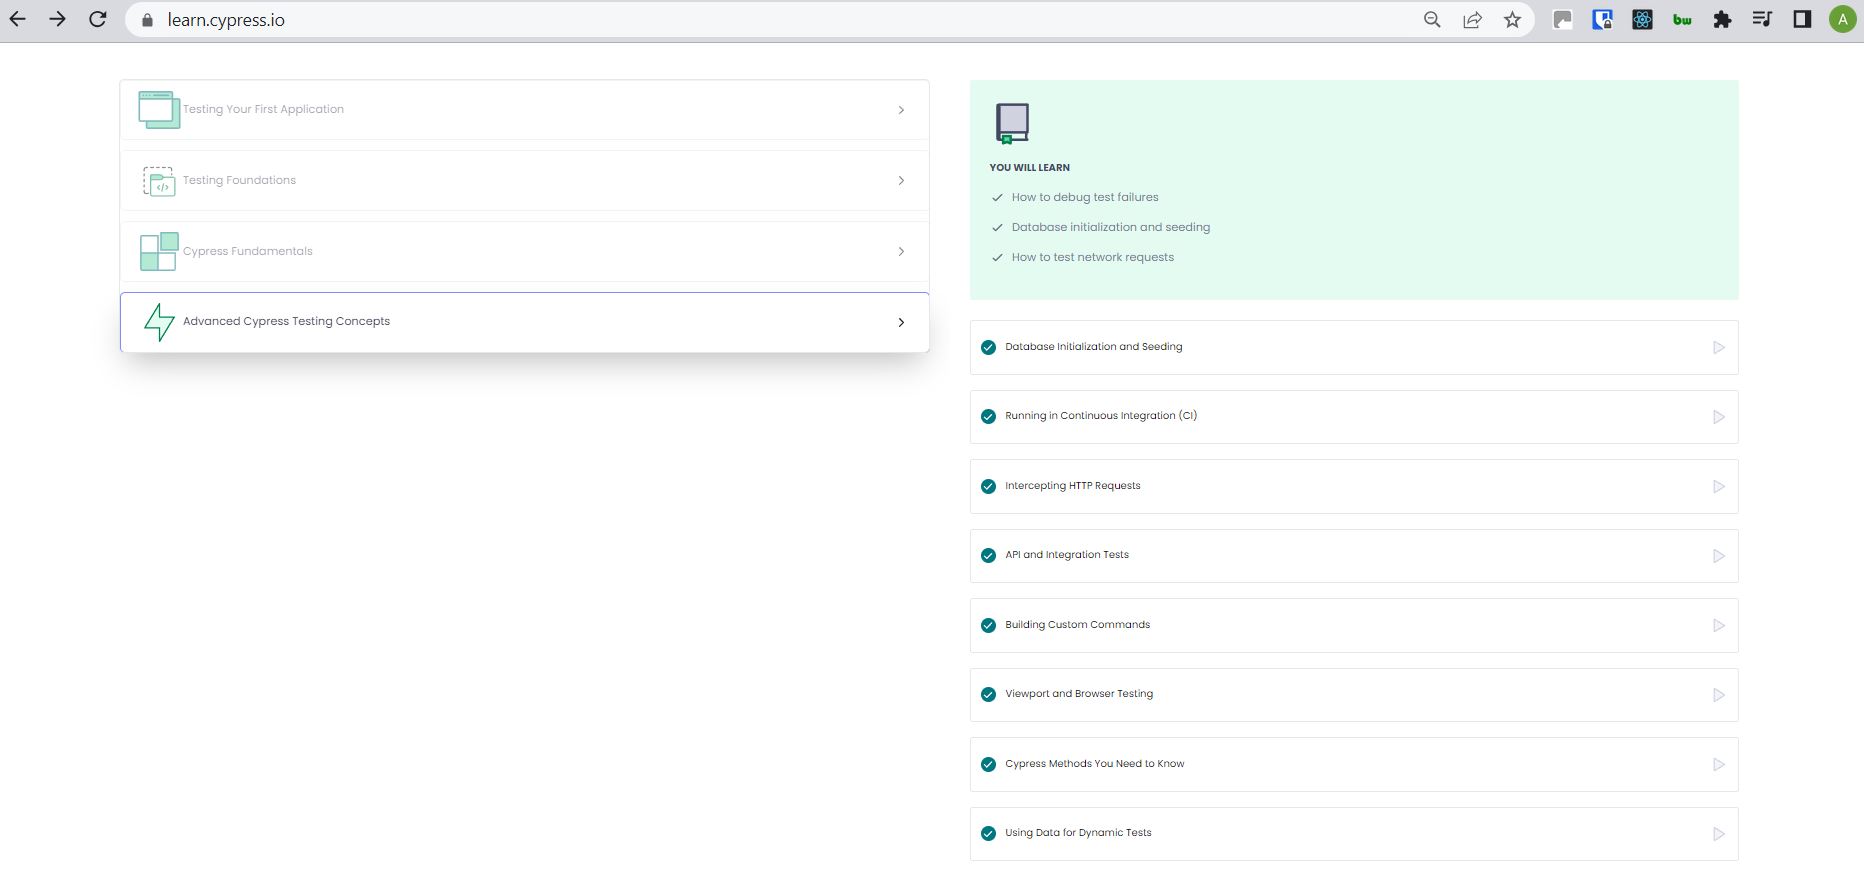 learn.cypress.io
bw
A
Testing Your First Application
Testing Foundations
</>
Cypress Fundamentals
Advanced Cypress Testing Concepts
YOU WILL LEARN
How to debug test failures
Database initialization and seeding
How to test network requests
Database Initialization and Seeding
Running in Continuous Integration (CI)
Intercepting HTTP Requests
API and Integration Tests
Building Custom Commands
Viewport and Browser Testing
Cypress Methods You Need to Know
Using Data for Dynamic Tests